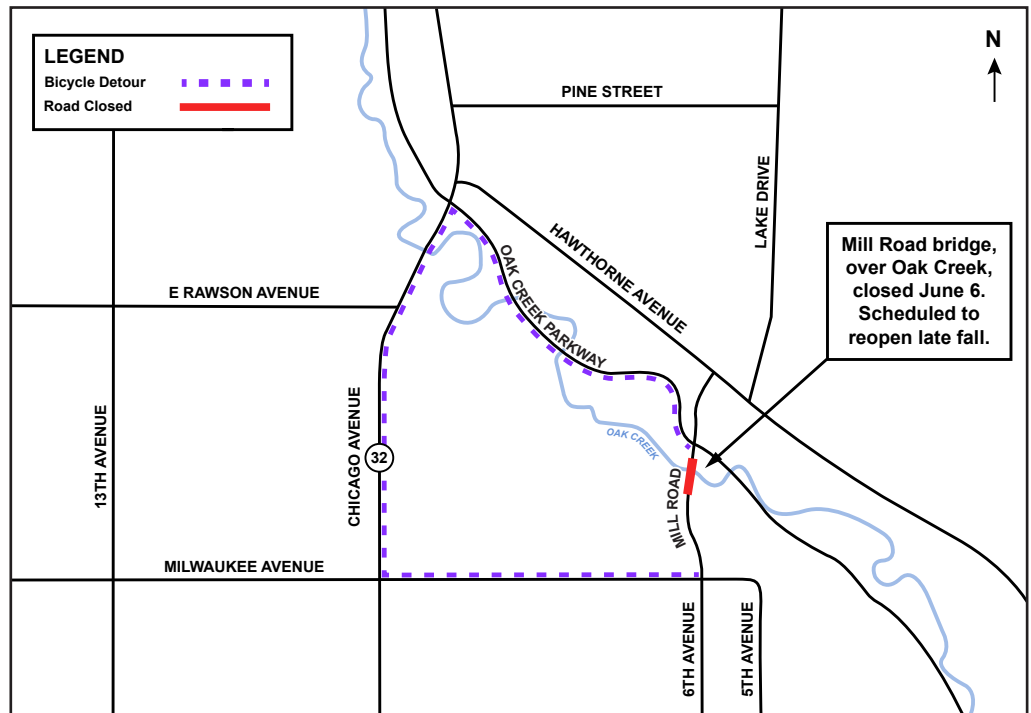 LEGEND
Bicycle Detour
Road Closed
N
PINE STREET
LAKE DRIVE
HAWTHORNE AVENUE
Mill Road bridge,
over Oak Creek,
closed June 6.
Scheduled to
reopen late fall.
OAK CREEK PARKWAY
E RAWSON AVENUE
13TH AVENUE
CHICAGO AVENUE
32
OAK CREEK
MILL ROAD
MILWAUKEE AVENUE
6TH AVENUE
5TH AVENUE